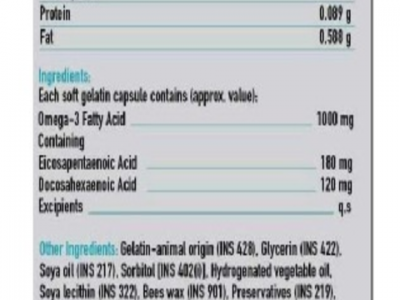 Protein 0.089 g
Fat 0.588 g
Ingredients:
Each soft gelatin capsule contains (approx. value):
Omega-3 Fatty Acid 1000 mg
Containing
Eicosapentaenoic Acid 180 mg
Docosahexaenoic Acid 120 mg
Excipients q.s
Other Ingredients: Gelatin-animal origin (INS 428), Glycerin (INS 422),
Soya oil (INS 217), Sorbitol [INS 402(i)], Hydrogenated vegetable oil,
Soya lecithin (INS 322), Bees wax (INS 901), Preservatives (INS 219),